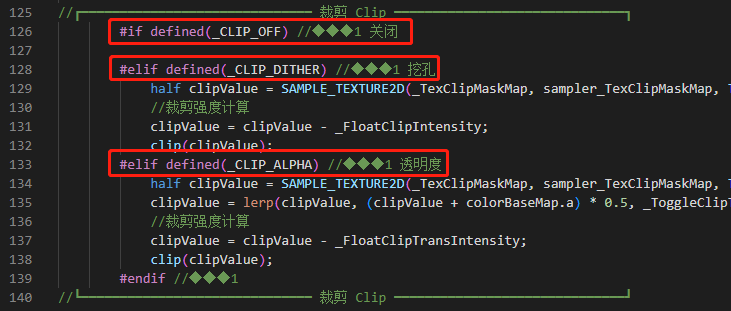 125 //┏━━━━━━━━━━━━━━━━━━━━━━ 裁剪 Clip ━━━━━━━━━━━━━━━━━━━━━━┓
126 #if defined(_CLIP_OFF) //◆◆◆1 关闭
127
128 #elif defined(_CLIP_DITHER) //◆◆◆1 挖孔
129 half clipValue = SAMPLE_TEXTURE2D(_TexClipMaskMap, sampler_TexClipMaskMap,
130 //裁剪强度计算
131 clipValue = clipValue - _FloatClipIntensity;
132 clip(clipValue);
133 #elif defined(_CLIP_ALPHA) //◆◆◆1 透明度
134 half clipValue = SAMPLE_TEXTURE2D(_TexClipMaskMap, sampler_TexClipMaskMap,
135 clipValue = lerp(clipValue, (clipValue + colorBaseMap.a) * 0.5, _ToggleClipT
136 //裁剪强度计算
137 clipValue = clipValue - _FloatClipTransIntensity;
138 clip(clipValue);
139 #endif //◆◆◆1
140 //┗━━━━━━━━━━━━━━━━━━━━━━ 裁剪 Clip ━━━━━━━━━━━━━━━━━━━━━━┛